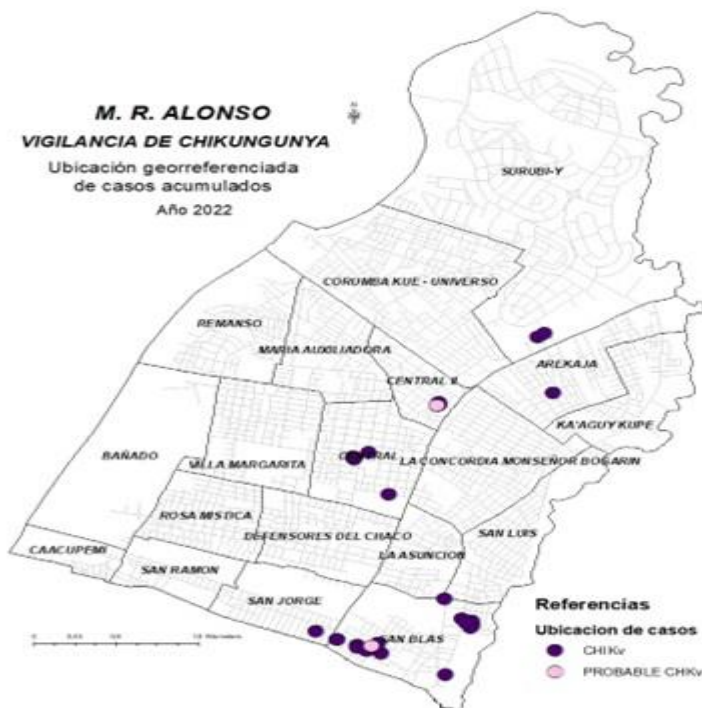 M. R. ALONSO
VIGILANCIA DE CHIKUNGUNYA
Ubicación georreferenciada
de casos acumulados
Año 2022
SURUBI-Y
CORUMBA KUE - UNIVERSO
REMANSO
MARIA AUXILIADORA
AREKAJA
CENTRAL II
KA'AGUY KUPE
BAÑADO
VILLA MARGARITA
CENTRAL
LA CONCORDIA MONSEÑOR BOGARIN
ROSA MISTICA
DEFENSORES DEL CHACO
SAN LUIS
CAACUPEMI
LA ASUNCION
SAN RAMON
SAN JORGE
SAN BLAS
Referencias
Ubicacion de casos
CHIKv
PROBABLE CHKv